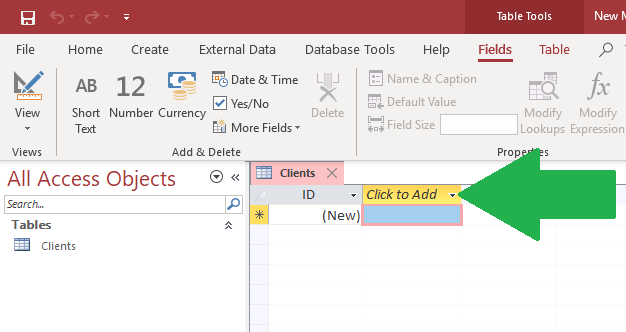 Table Tools
New M
File Home Create External Data Database Tools Help Fields Table
View
Views
AB
Short
Text
12
Number
Currency
Date & Time
Yes/No
More Fields
Delete
Add & Delete
Name & Caption
Default Value
Field Size
Modify
Lookups
fx
Modify
Expression
Properties
All Access Objects
Search...
Tables
Clients
Clients
ID Click to Add
(New)